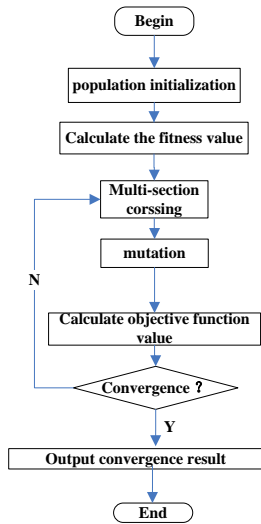 Begin
population initialization
Calculate the fitness value
Multi-section
corssing
mutation
N
Calculate objective function
value
Convergence ？
Y
Output convergence result
End